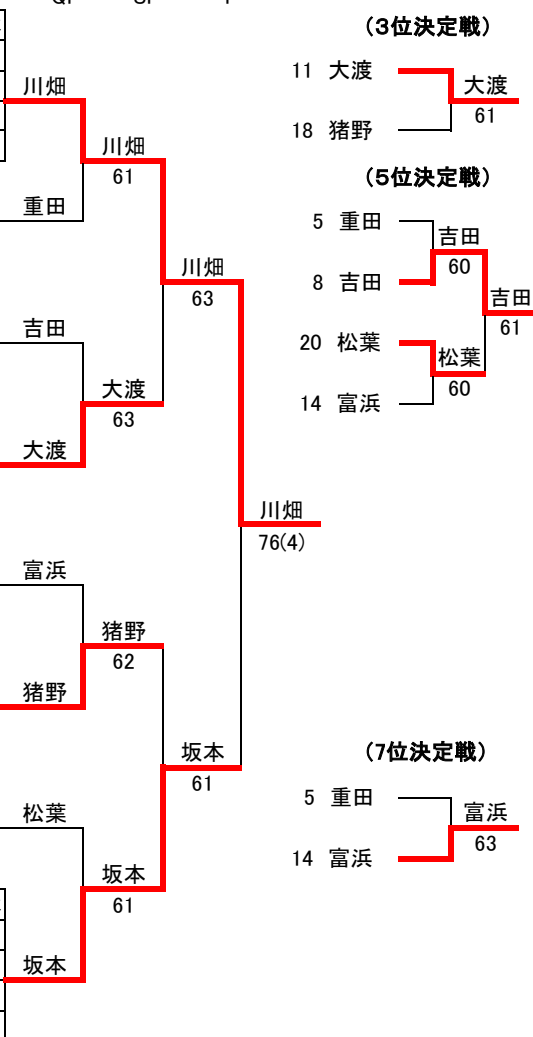 川畑
川畑
61
重田
川畑
63
吉田
大渡
63
大渡
川畑
76(4)
富浜
猪野
62
猪野
坂本
61
松葉
坂本
61
坂本
(3位決定戦)
11 大渡
大渡
61
18 猪野
(5位決定戦)
5 重田
吉田
60
8 吉田
吉田
61
20 松葉
松葉
60
14 富浜
(7位決定戦)
5 重田
富浜
63
14 富浜